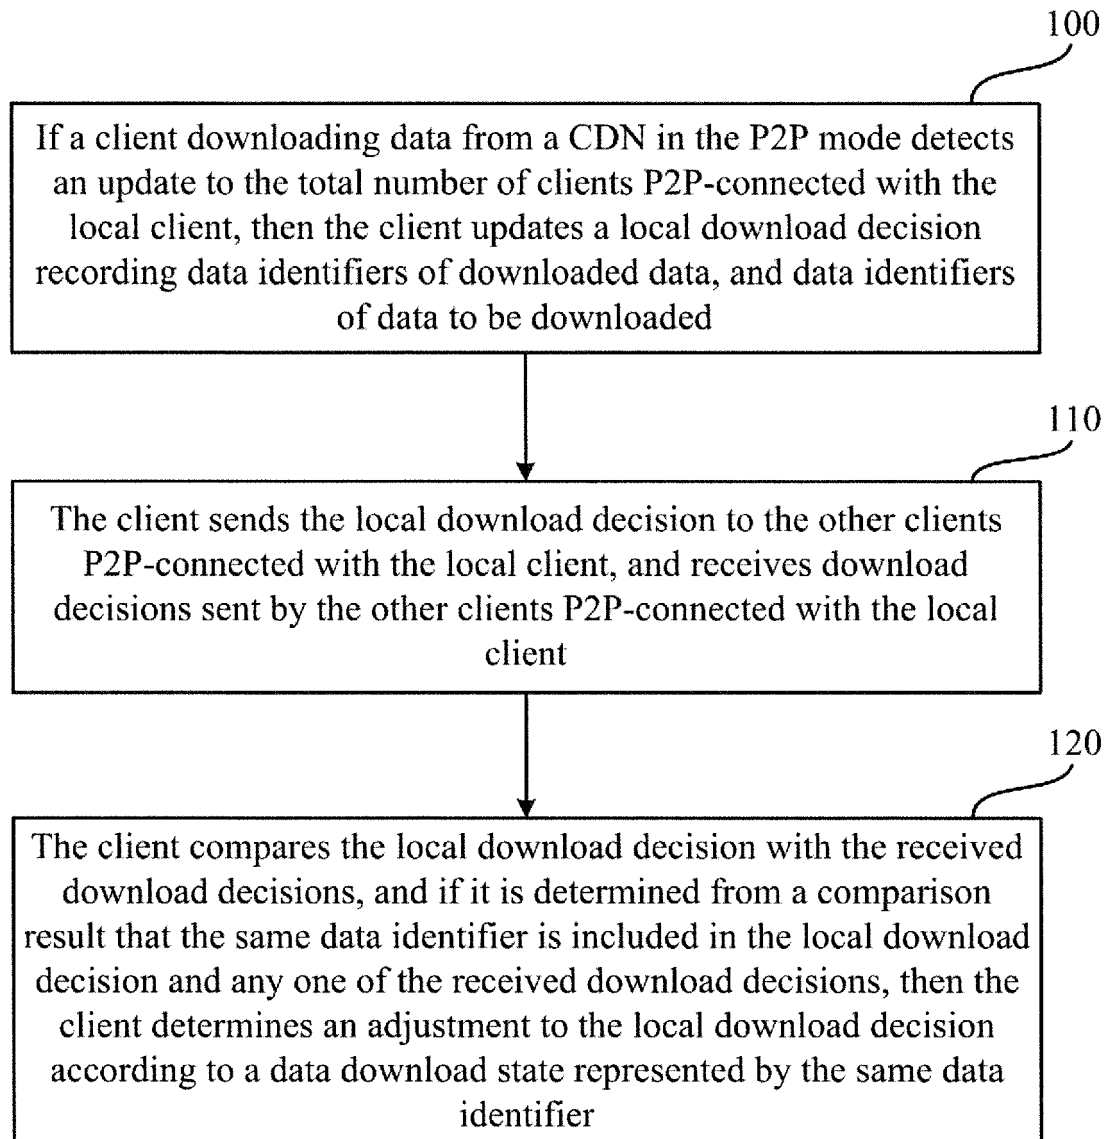 100
If a client downloading data from a CDN in the P2P mode detects
an update to the total number of clients P2P-connected with the
local client, then the client updates a local download decision
recording data identifiers of downloaded data, and data identifiers
of data to be downloaded
110
The client sends the local download decision to the other clients
P2P-connected with the local client, and receives download
decisions sent by the other clients P2P-connected with the local
client
120
The client compares the local download decision with the received
download decisions, and if it is determined from a comparison
result that the same data identifier is included in the local download
decision and any one of the received download decisions, then the
client determines an adjustment to the local download decision
according to a data download state represented by the same data
identifier